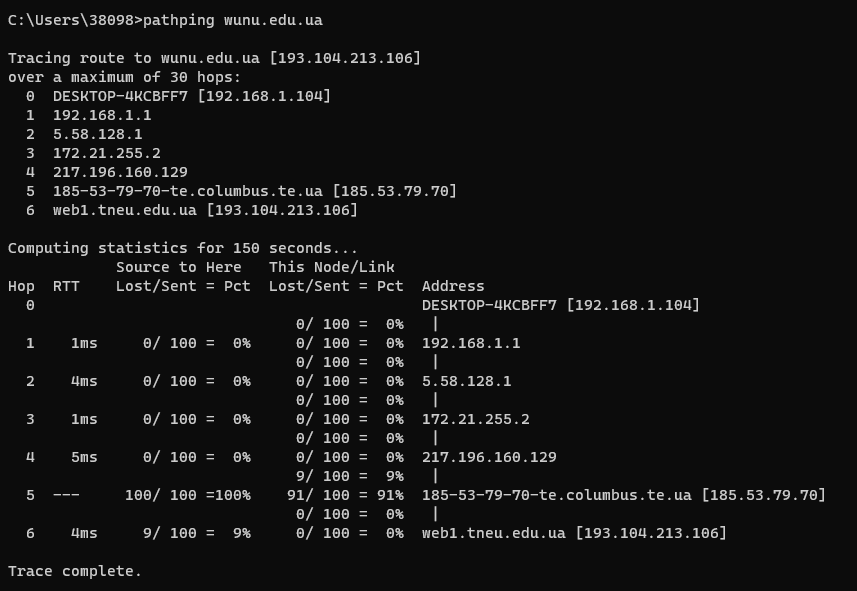 C:\Users\38098>pathping wunu.edu.ua
Tracing route to wunu.edu.ua [193.104.213.106]
over a maximum of 30 hops:
  0  DESKTOP-4KCBFF7 [192.168.1.104]
  1  192.168.1.1
  2  5.58.128.1
  3  172.21.255.2
  4  217.196.160.129
  5  185-53-79-70-te.columbus.te.ua [185.53.79.70]
  6  web1.tneu.edu.ua [193.104.213.106]
Computing statistics for 150 seconds...
            Source to Here   This Node/Link
Hop  RTT    Lost/Sent = Pct  Lost/Sent = Pct  Address
  0                                           DESKTOP-4KCBFF7 [192.168.1.104]
                                0/ 100 =  0%   |
  1    1ms     0/ 100 =  0%     0/ 100 =  0%  192.168.1.1
                                0/ 100 =  0%   |
  2    4ms     0/ 100 =  0%     0/ 100 =  0%  5.58.128.1
                                0/ 100 =  0%   |
  3    1ms     0/ 100 =  0%     0/ 100 =  0%  172.21.255.2
                                0/ 100 =  0%   |
  4    5ms     0/ 100 =  0%     0/ 100 =  0%  217.196.160.129
                                9/ 100 =  9%   |
  5  ---     100/ 100 =100%    91/ 100 = 91%  185-53-79-70-te.columbus.te.ua [185.53.79.70]
                                0/ 100 =  0%   |
  6    4ms     9/ 100 =  9%     0/ 100 =  0%  web1.tneu.edu.ua [193.104.213.106]
Trace complete.